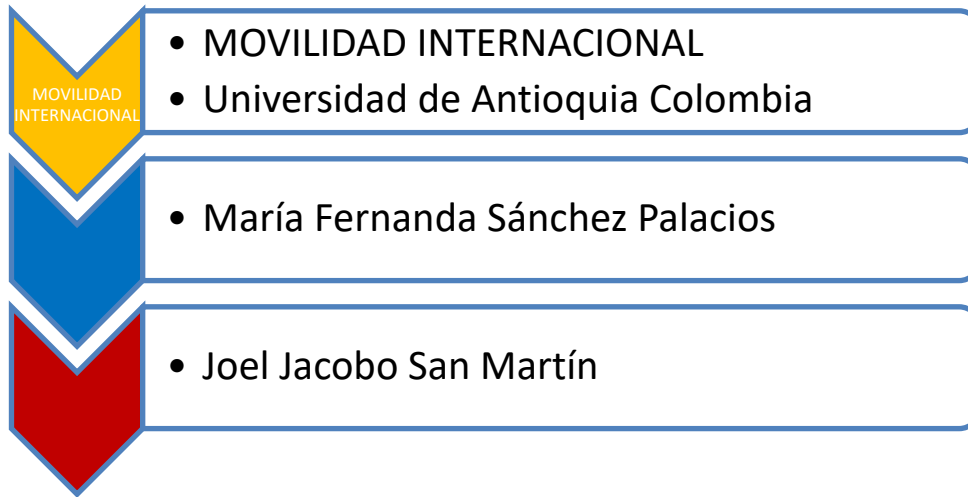 MOVILIDAD
INTERNACIONAL
• MOVILIDAD INTERNACIONAL
• Universidad de Antioquia Colombia
• María Fernanda Sánchez Palacios
• Joel Jacobo San Martín